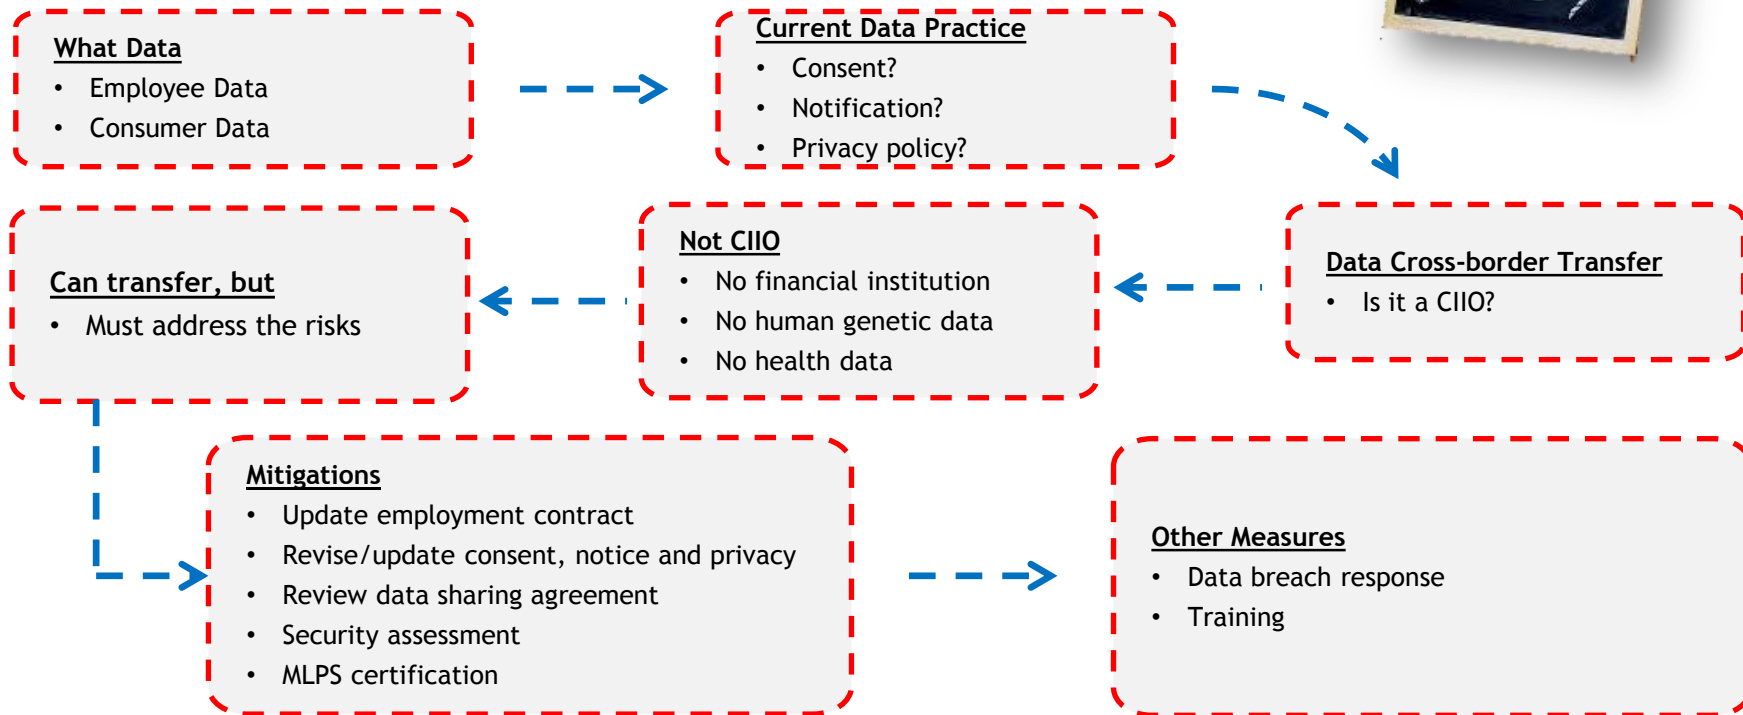 What Data
• Employee Data
• Consumer Data
Current Data Practice
• Consent?
• Notification?
• Privacy policy?
Data Cross-border Transfer
• Is it a CIIO?
Not CIIO
• No financial institution
• No human genetic data
• No health data
Can transfer, but
• Must address the risks
Mitigations
• Update employment contract
• Revise/update consent, notice and privacy
• Review data sharing agreement
• Security assessment
• MLPS certification
Other Measures
• Data breach response
• Training